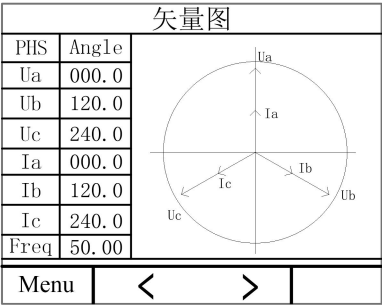 矢量图
PHS Angle
Ua 000.0
Ub 120.0
Uc 240.0
Ia 000.0
Ib 120.0
Ic 240.0
Freq 50.00
Ua
Ia
Ib
Ic
Ub
Uc
Menu < >